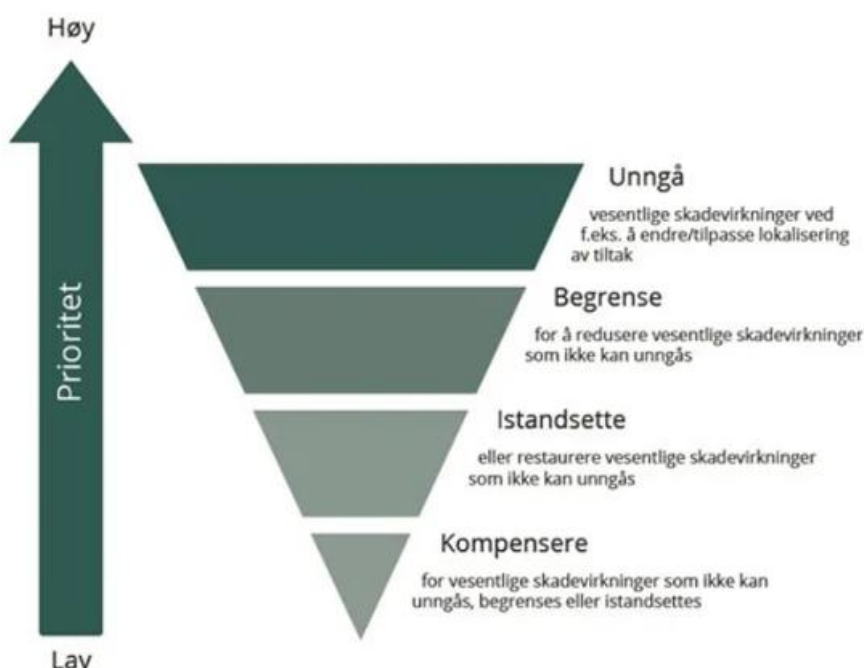 Høy
Unngå
vesentlige skadevirkninger ved
f.eks. å endre/tilpasse lokalisering
av tiltak
Prioritet
Begrense
for å redusere vesentlige skadevirkninger
som ikke kan unngås
Istandsette
eller restaurere vesentlige skadevirkninger
som ikke kan unngås
Kompensere
for vesentlige skadevirkninger som ikke kan
unngås, begrenses eller istandsettes
Lav